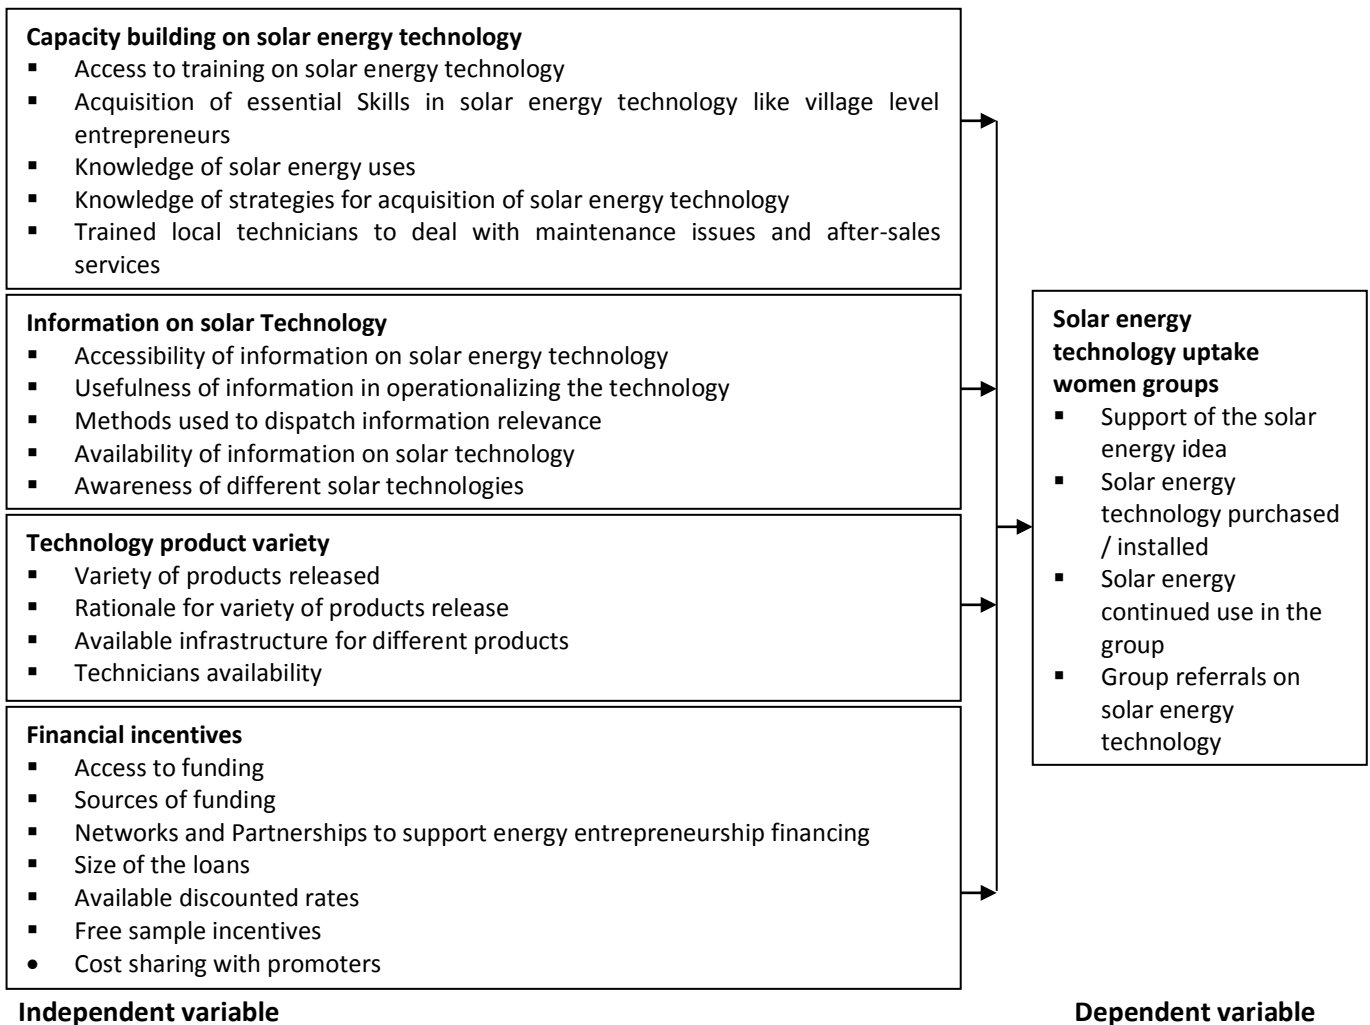 Capacity building on solar energy technology
▪ Access to training on solar energy technology
▪ Acquisition of essential Skills in solar energy technology like village level
entrepreneurs
▪ Knowledge of solar energy uses
▪ Knowledge of strategies for acquisition of solar energy technology
▪ Trained local technicians to deal with maintenance issues and after-sales
services
Information on solar Technology
▪ Accessibility of information on solar energy technology
▪ Usefulness of information in operationalizing the technology
▪ Methods used to dispatch information relevance
▪ Availability of information on solar technology
▪ Awareness of different solar technologies
Technology product variety
▪ Variety of products released
▪ Rationale for variety of products release
▪ Available infrastructure for different products
▪ Technicians availability
Financial incentives
▪ Access to funding
▪ Sources of funding
▪ Networks and Partnerships to support energy entrepreneurship financing
▪ Size of the loans
▪ Available discounted rates
▪ Free sample incentives
• Cost sharing with promoters
Independent variable
Solar energy
technology uptake
women groups
▪ Support of the solar
energy idea
▪ Solar energy
technology purchased
/ installed
▪ Solar energy
continued use in the
group
▪ Group referrals on
solar energy
technology
Dependent variable